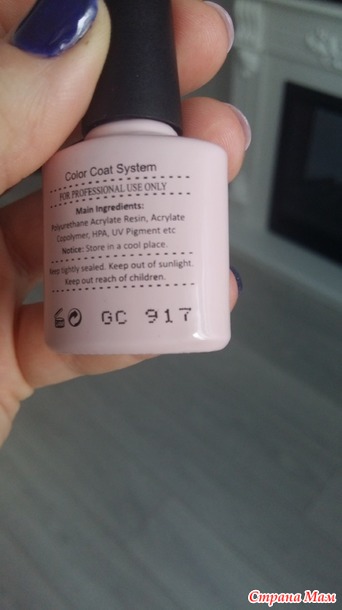 Color Coat System
FOR PROFESSIONAL USE ONLY
Main Ingredients:
Polyurethane Acrylate Resin, Acrylate
Copolymer, HPA, UV Pigment etc
Notice: Store in a cool place.
Keep tightly sealed. Keep out of sunlight.
Keep out reach of children.
GC 917
Страна Мам